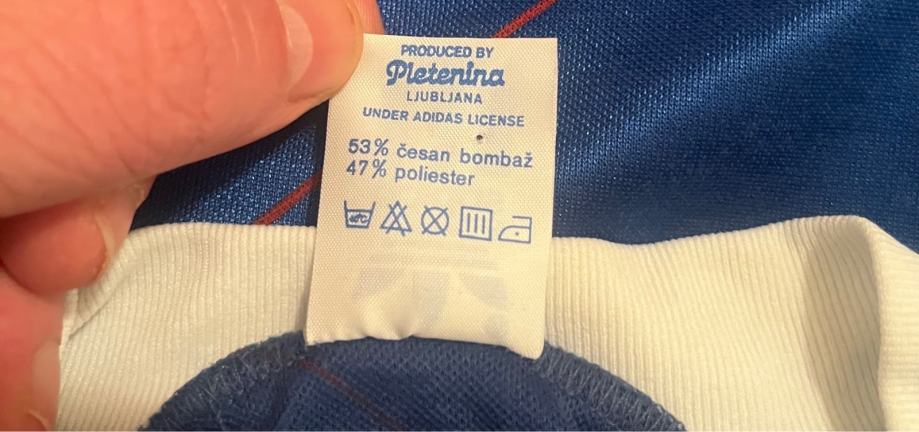 PRODUCED BY
Pletenina
LJUBLJANA
UNDER ADIDAS LICENSE
53% česan bombaž
47% poliester